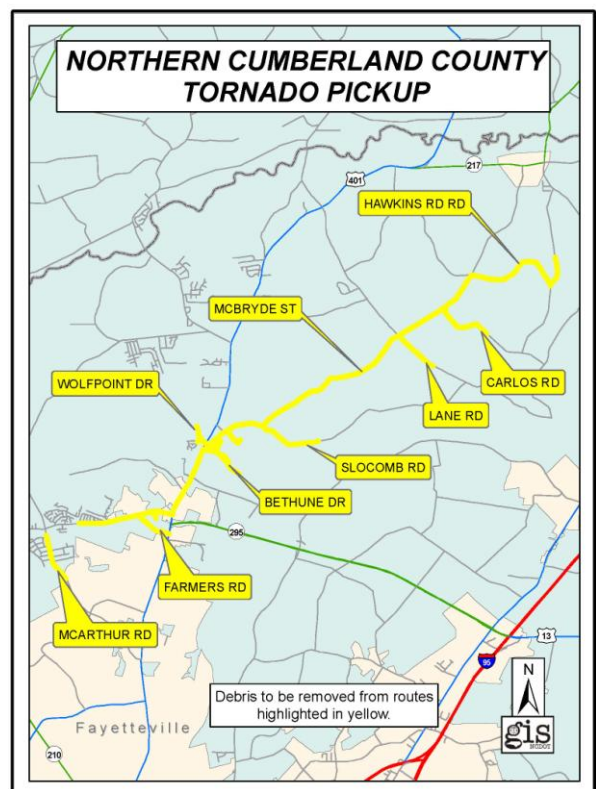 NORTHERN CUMBERLAND COUNTY
TORNADO PICKUP
217
401
HAWKINS RD RD
MCBRYDE ST
WOLFPOINT DR
CARLOS RD
LANE RD
SLOCOMB RD
BETHUNE DR
295
FARMERS RD
MCARTHUR RD
13
95
N
Debris to be removed from routes
highlighted in yellow.
Fayetteville
gis
NCDOT
210